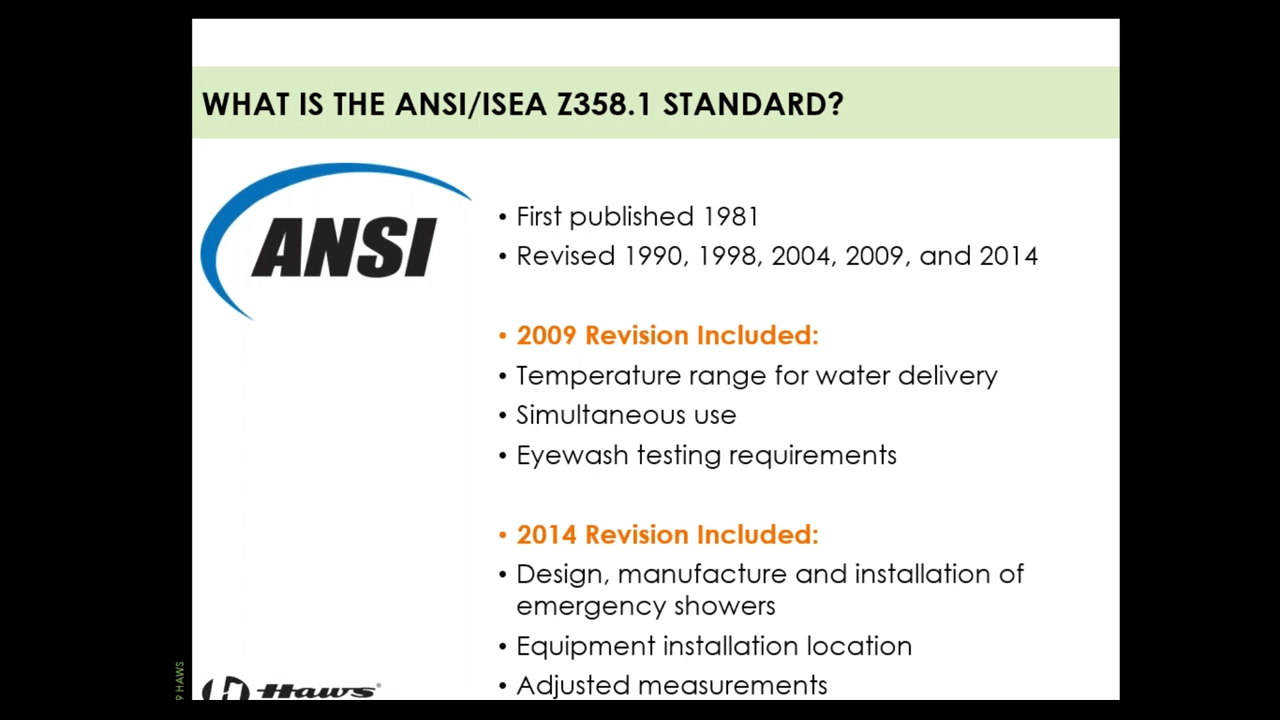 WHAT IS THE ANSI/ISEA Z358.1 STANDARD?
ANSI
• First published 1981
• Revised 1990, 1998, 2004, 2009, and 2014
• 2009 Revision Included:
• Temperature range for water delivery
• Simultaneous use
• Eyewash testing requirements
• 2014 Revision Included:
• Design, manufacture and installation of
emergency showers
• Equipment installation location
• Adjusted measurements
9 HAWS
Haws®